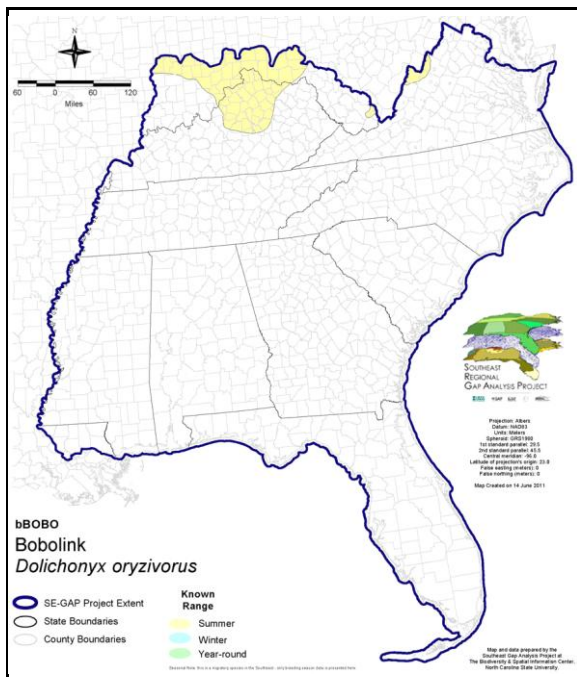 N
60 0 60 120
Miles
SOUTHEAST
REGIONAL
GAP ANALYSIS PROJECT
Projection: Albers
Datum: NAD83
Units: Meters
Spheroid: GRS1980
1st standard parallel: 29.5
2nd standard parallel: 45.5
Central meridian: -96.0
Latitude of projection's origin: 23.0
False easting (meters): 0
False northing (meters): 0
Map Created on 14 June 2011
bBOBO
Bobolink
Dolichonyx oryzivorus
SE-GAP Project Extent
State Boundaries
County Boundaries
Known
Range
Summer
Winter
Year-round
Map and data prepared by the
Southeast Gap Analysis Project at
The Biodiversity & Spatial Information Center,
North Carolina State University.